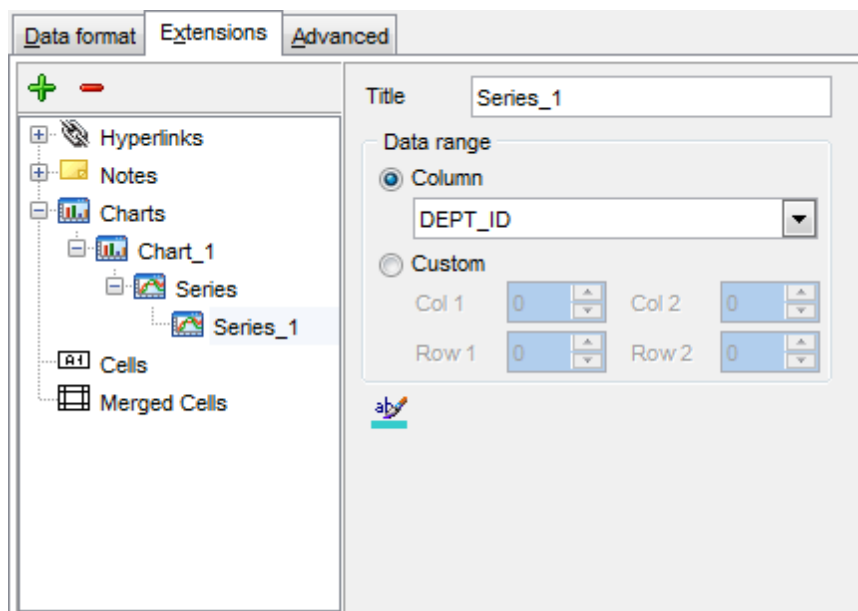 Data format Extensions Advanced
Title Series_1
Hyperlinks
Notes
Charts
Chart_1
Series
Series_1
Cells
Merged Cells
Data range
Column
DEPT_ID
Custom
Col 1 0 Col 2 0
Row 1 0 Row 2 0
ab